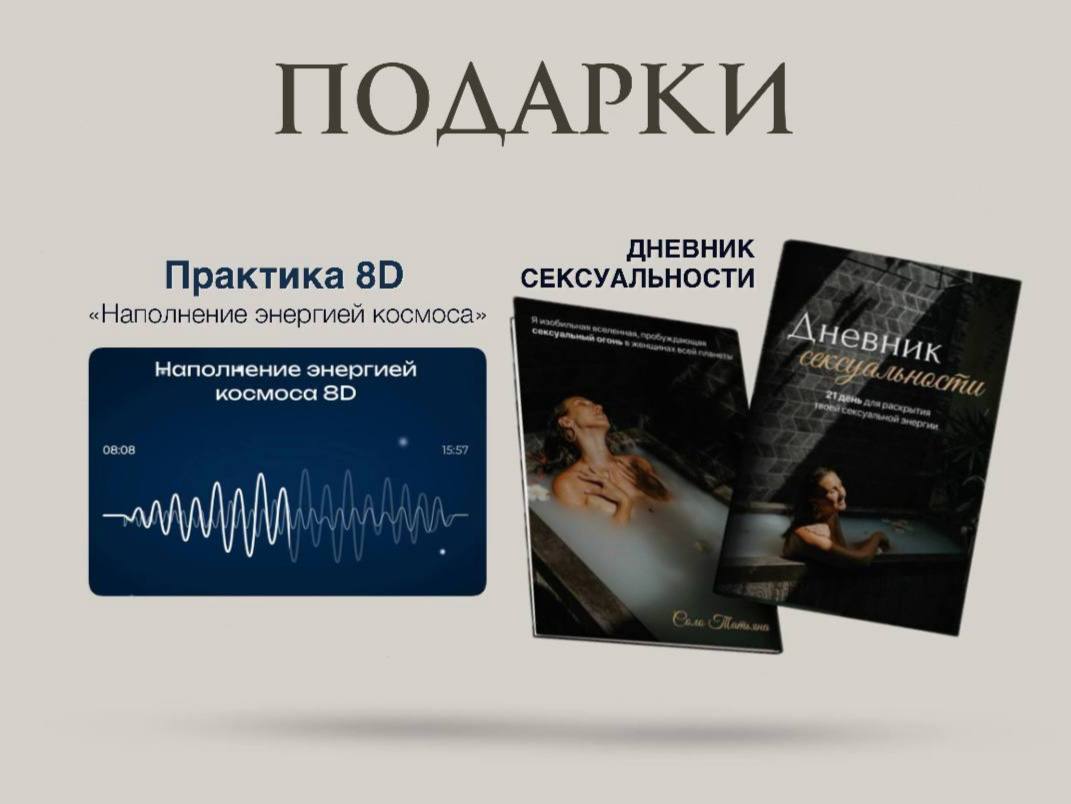 ПОДАРКИ
Практика 8D
«Наполнение энергией космоса»
Наполнение энергией
космоса 8D
08:08
15:57
ДНЕВНИК
СЕКСУАЛЬНОСТИ
Я изобильная вселенная, пробуждающая
сексуальный огонь в женщинах всей планеты
Соло Татьяна
Дневник
сексуальности
21 день для раскрытия
твоей сексуальной энергии